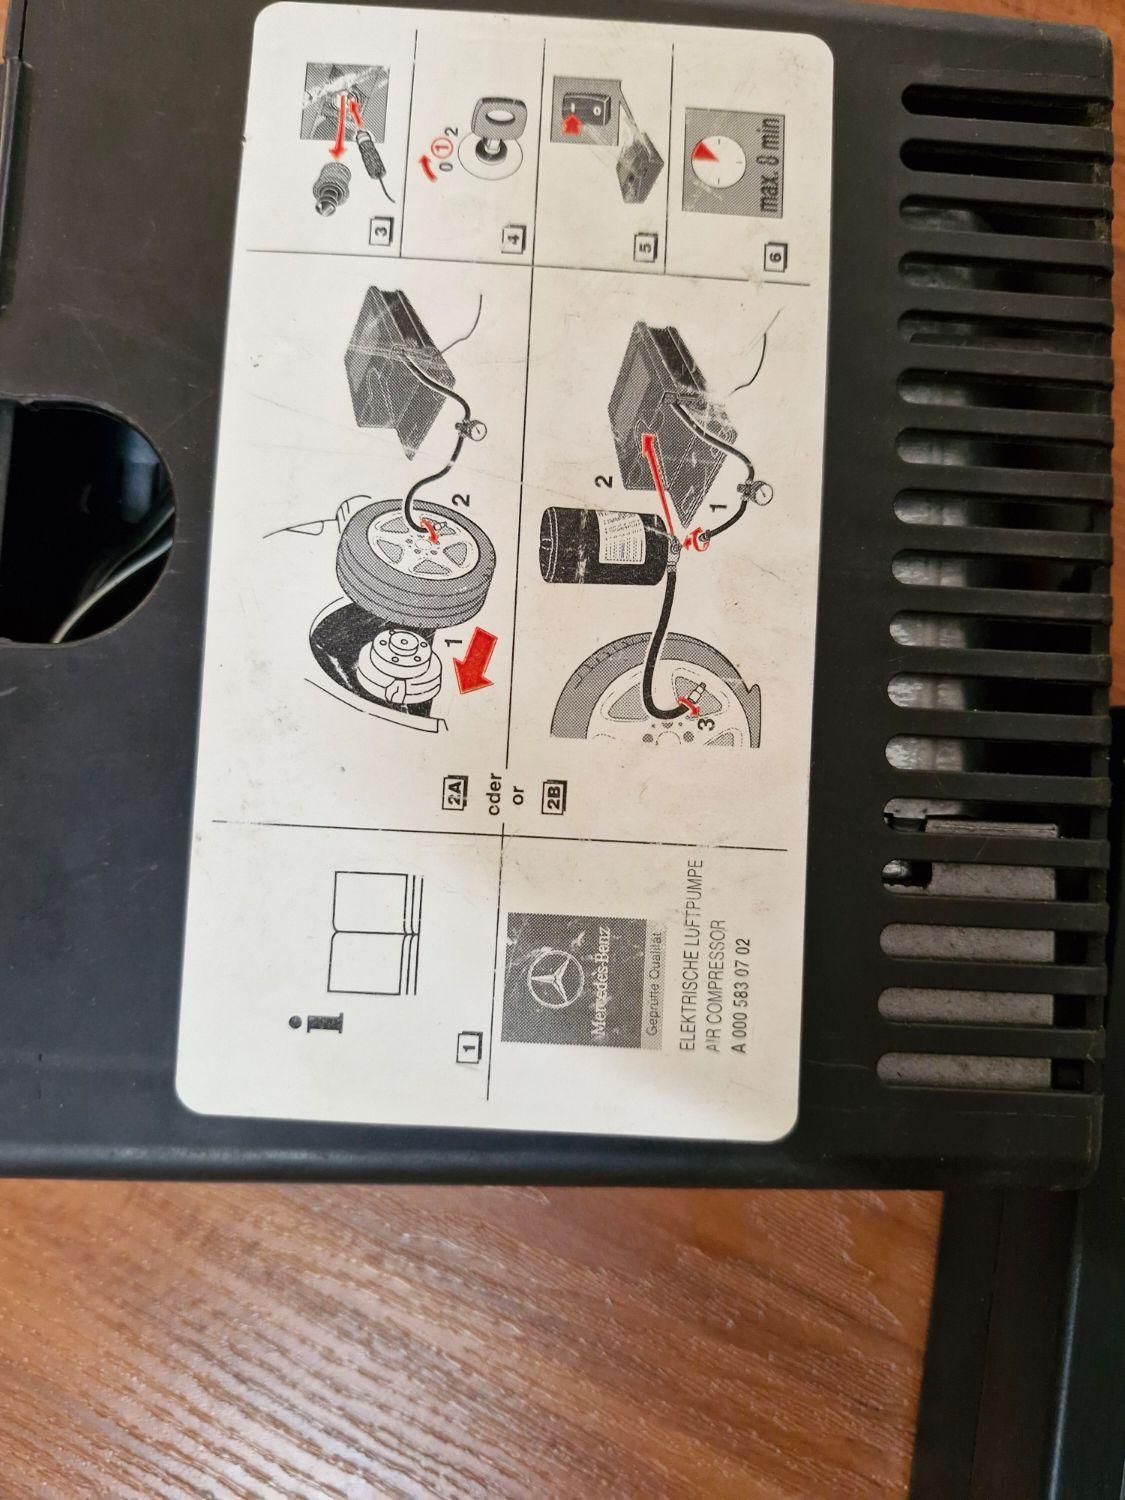 1
i
Mercedes-Benz
Geprüfte Qualität
ELEKTRISCHE LUFTPUMPE
AIR COMPRESSOR
A 000 583 07 02
2A
1
2
oder
or
2B
1
2
3
3
4
0 1 2
5
6
max. 8 min